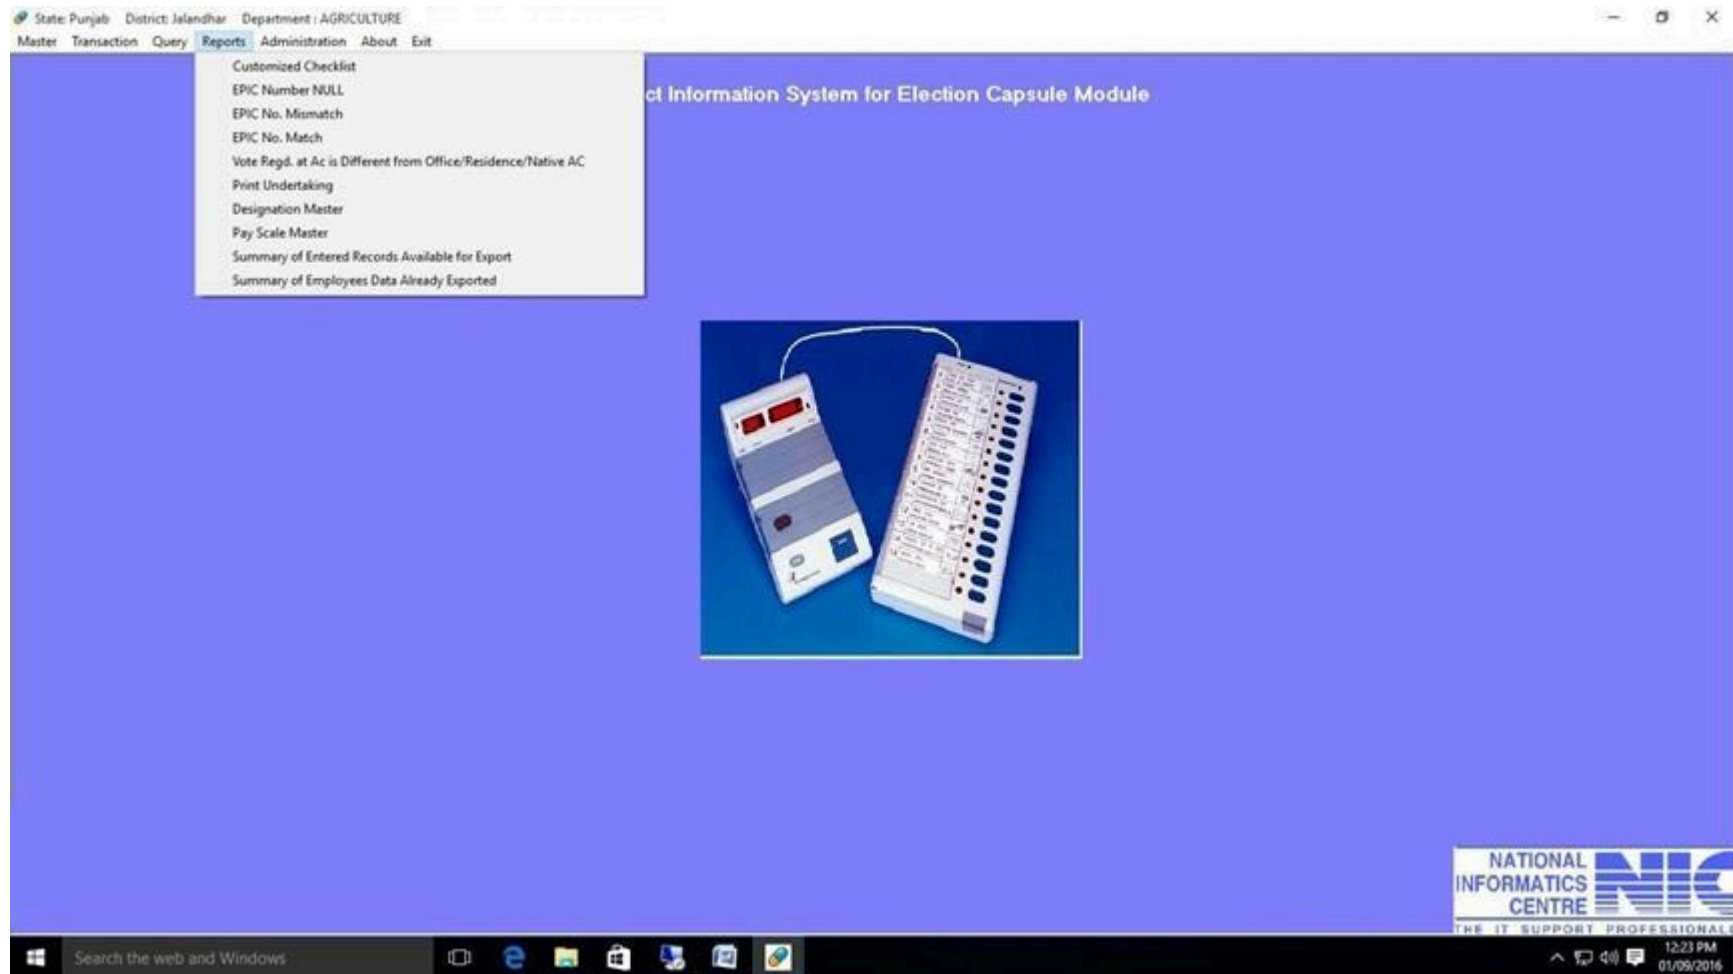 State: Punjab District: Jalandhar Department : AGRICULTURE
Master Transaction Query Reports Administration About Exit
Customized Checklist
EPIC Number NULL
EPIC No. Mismatch
EPIC No. Match
Vote Regd. at Ac is Different from Office/Residence/Native AC
Print Undertaking
Designation Master
Pay Scale Master
Summary of Entered Records Available for Export
Summary of Employees Data Already Exported
ct Information System for Election Capsule Module
NATIONAL
INFORMATICS
CENTRE
NIC
THE IT SUPPORT PROFESSIONALS
Search the web and Windows
12:23 PM
01/09/2016